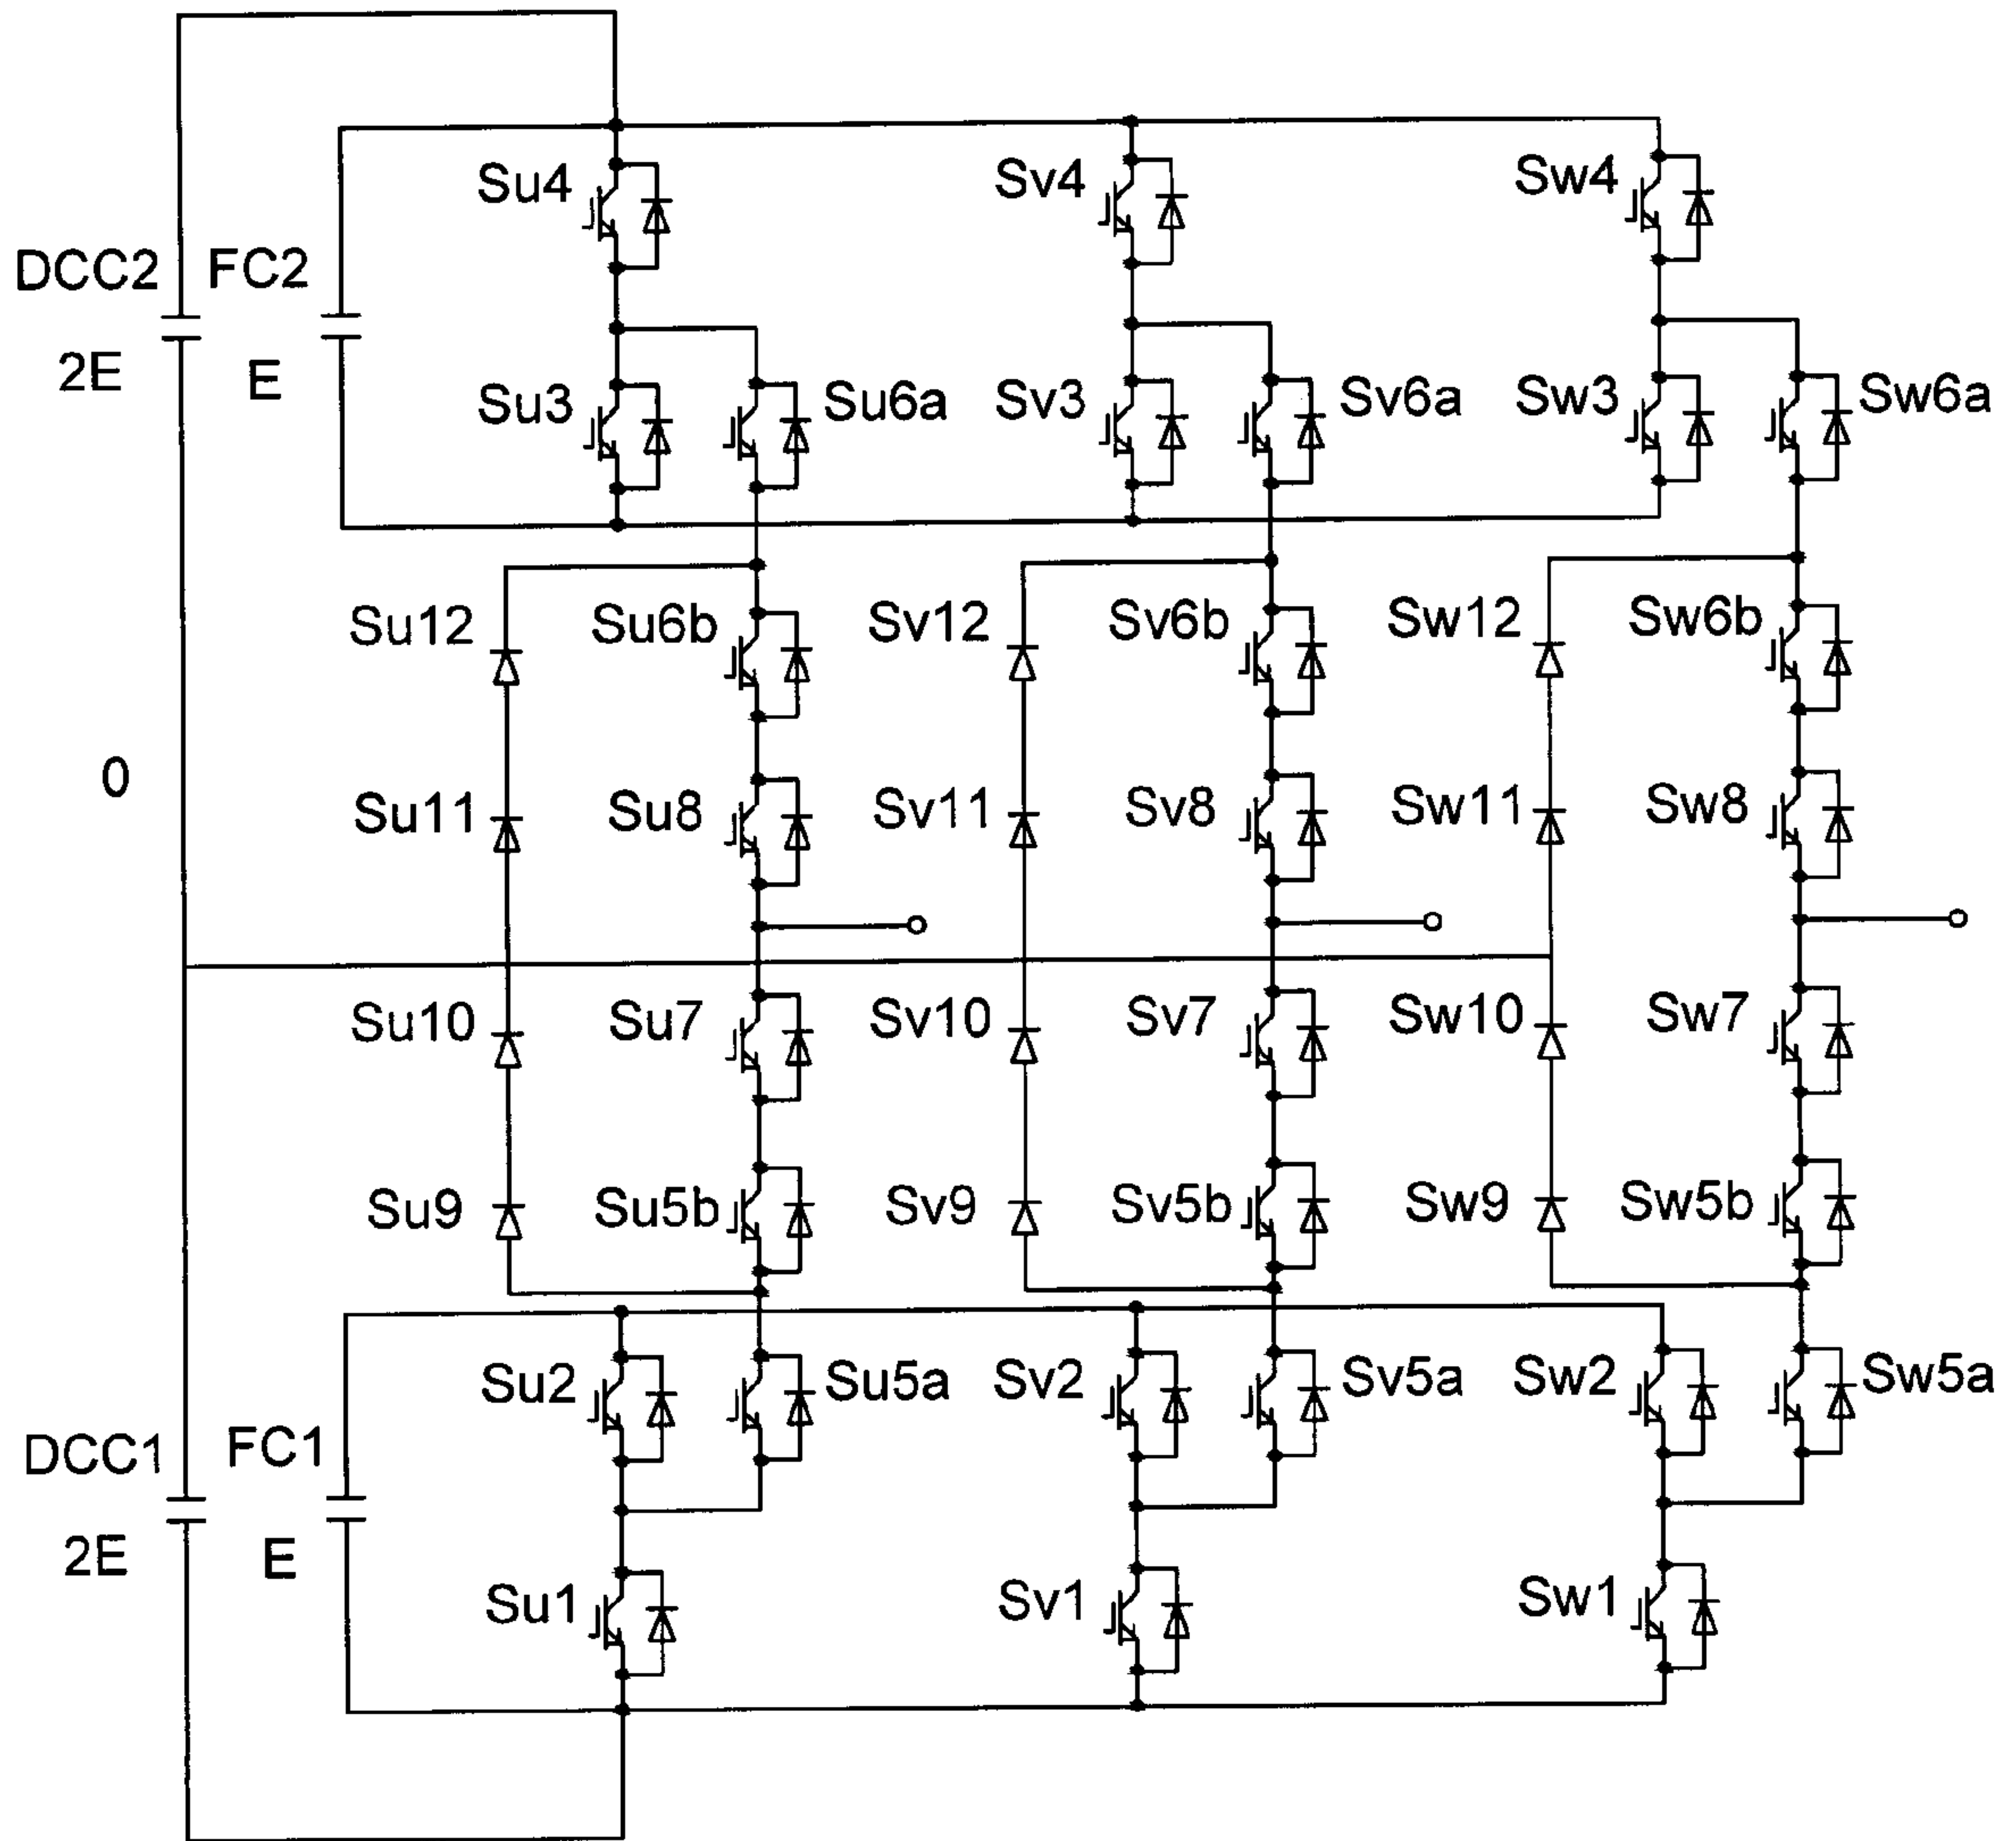 Su4 Sv4 Sw4
DCC2 FC2
2E E
Su3 Su6a Sv3 Sv6a Sw3 Sw6a
Su12 Su6b Sv12 Sv6b Sw12 Sw6b
0
Su11 Su8 Sv11 Sv8 Sw11 Sw8
Su10 Su7 Sv10 Sv7 Sw10 Sw7
Su9 Su5b Sv9 Sv5b Sw9 Sw5b
Su2 Su5a Sv2 Sv5a Sw2 Sw5a
DCC1 FC1
2E E
Su1 Sv1 Sw1